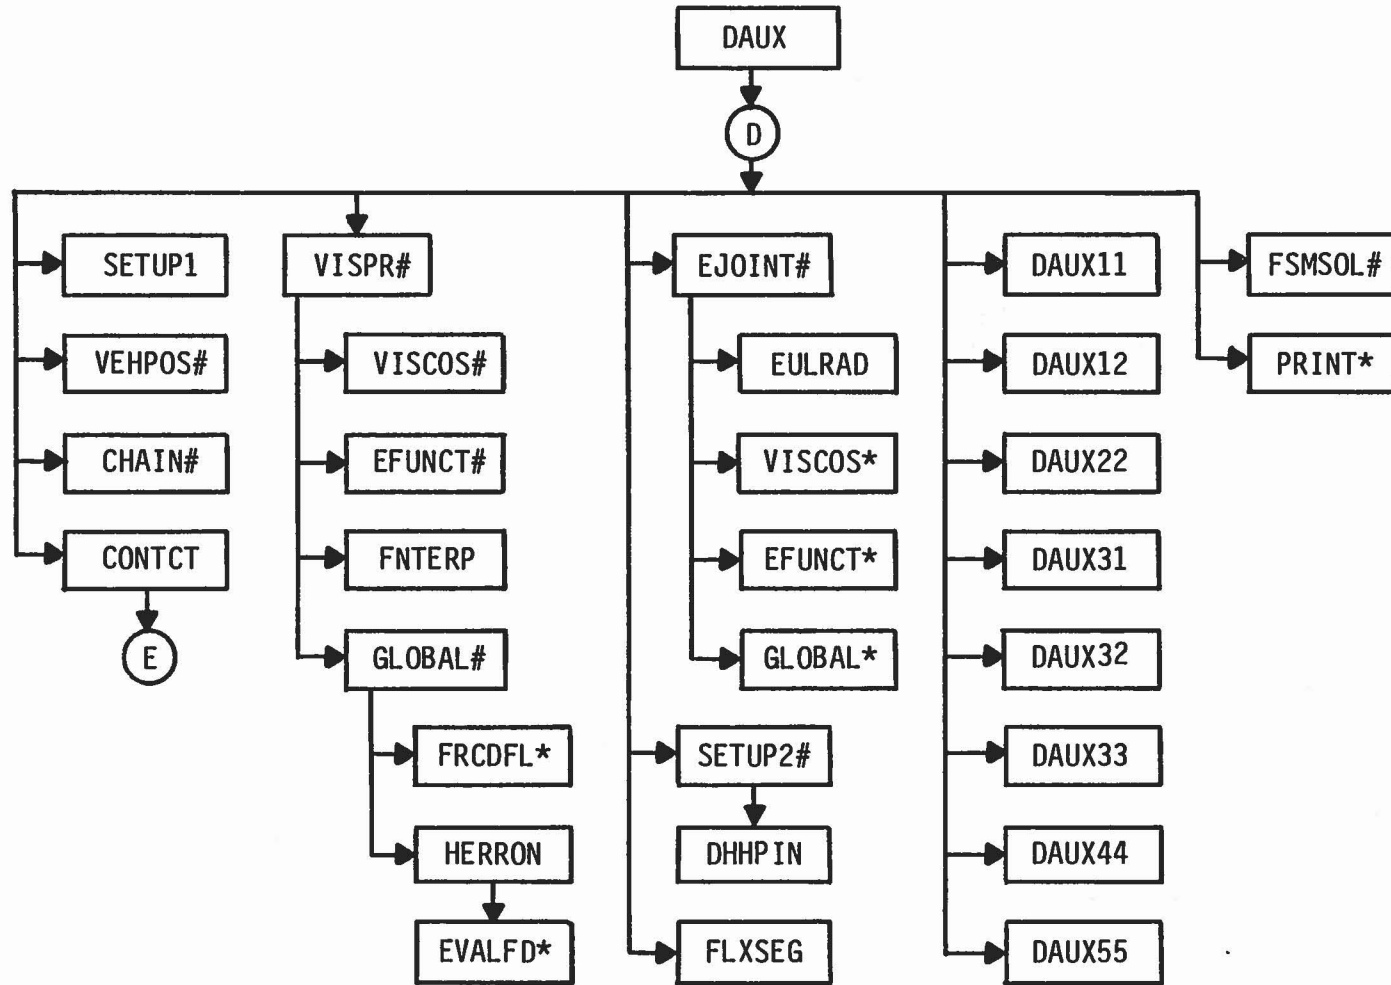 DAUX
D
SETUP1
VEHPOS#
CHAIN#
CONTCT
E
VISPR#
VISCOS#
EFUNCT#
FNTERP
GLOBAL#
FRCDFL*
HERRON
EVALFD*
EJOINT#
EULRAD
VISCOS*
EFUNCT*
GLOBAL*
SETUP2#
DHHPIN
FLXSEG
DAUX11
DAUX12
DAUX22
DAUX31
DAUX32
DAUX33
DAUX44
DAUX55
FSMSOL#
PRINT*